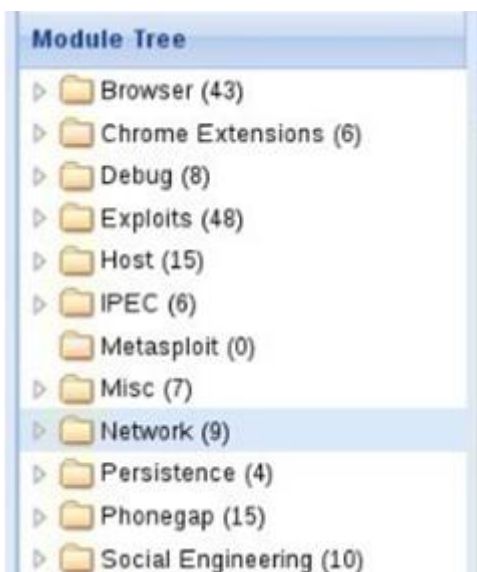 Module Tree
Browser (43)
Chrome Extensions (6)
Debug (8)
Exploits (48)
Host (15)
IPEC (6)
Metasploit (0)
Misc (7)
Network (9)
Persistence (4)
Phonegap (15)
Social Engineering (10)